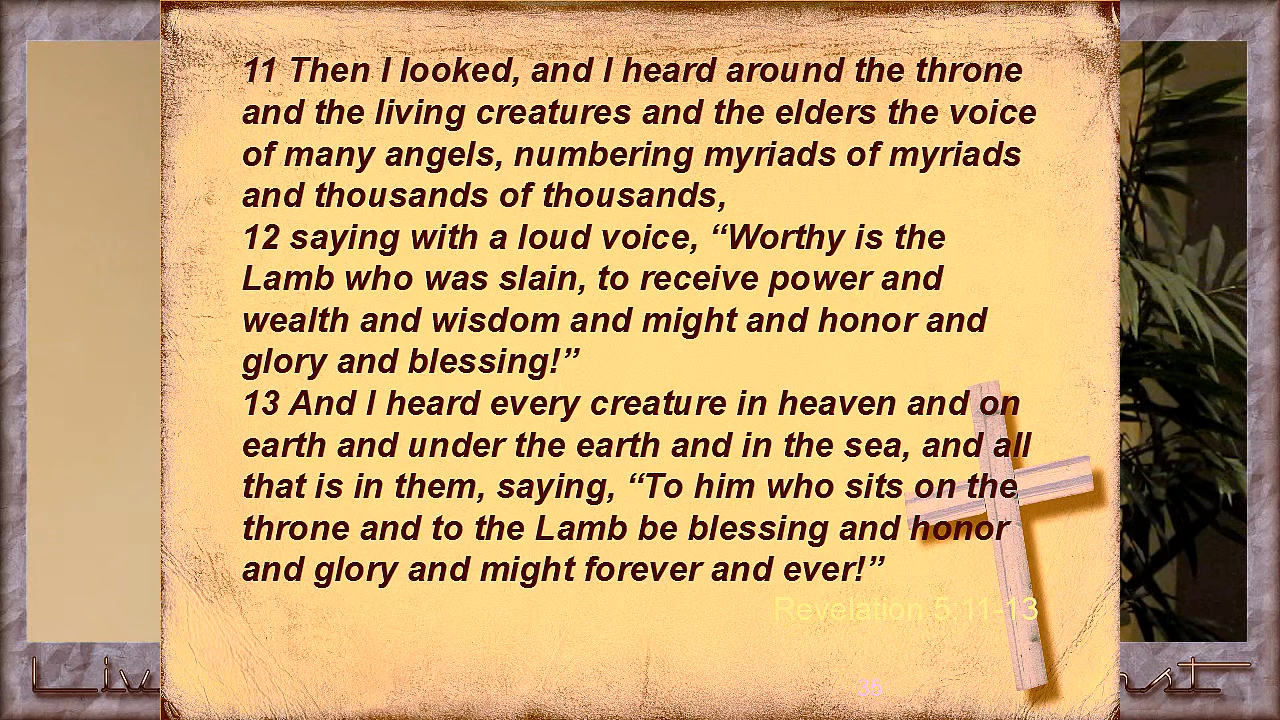 11 Then I looked, and I heard around the throne
and the living creatures and the elders the voice
of many angels, numbering myriads of myriads
and thousands of thousands,
12 saying with a loud voice, “Worthy is the
Lamb who was slain, to receive power and
wealth and wisdom and might and honor and
glory and blessing!”
13 And I heard every creature in heaven and on
earth and under the earth and in the sea, and all
that is in them, saying, “To him who sits on the
throne and to the Lamb be blessing and honor
and glory and might forever and ever!”
Revelation 5:11-13
35